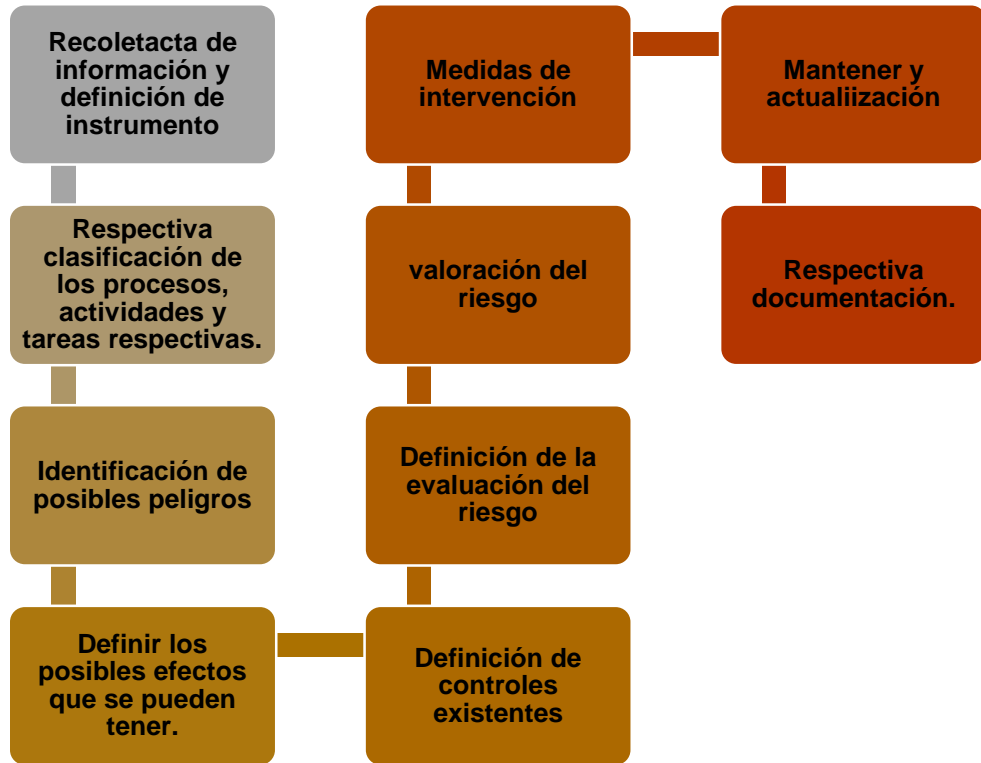 Recoletacta de
información y
definición de
instrumento
Respectiva
clasificación de
los procesos,
actividades y
tareas respectivas.
Identificación de
posibles peligros
Definir los
posibles efectos
que se pueden
tener.
Definición de
controles
existentes
Definición de la
evaluación del
riesgo
valoración del
riesgo
Medidas de
intervención
Mantener y
actualiización
Respectiva
documentación.